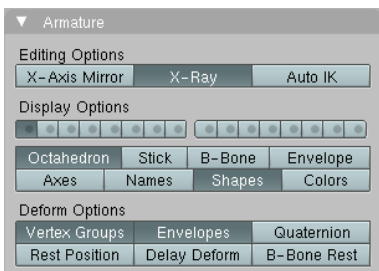 Armature
Editing Options
X-Axis Mirror X-Ray Auto IK
Display Options
Octahedron Stick B-Bone Envelope
Axes Names Shapes Colors
Deform Options
Vertex Groups Envelopes Quaternion
Rest Position Delay Deform B-Bone Rest